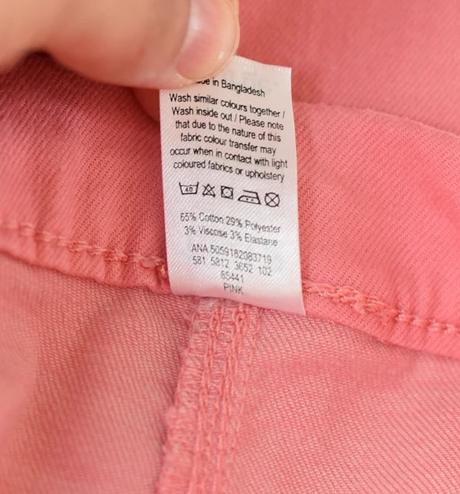 in Bangladesh
Wash similar colours together /
Wash inside out / Please note
that due to the nature of this
fabric colour transfer may
occur when in contact with light
coloured fabrics or upholstery
40
65% Cotton 29% Polyester
3% Viscose 3% Elastane
ANA 5059182083719
581 5812 3652 102
65441
PINK